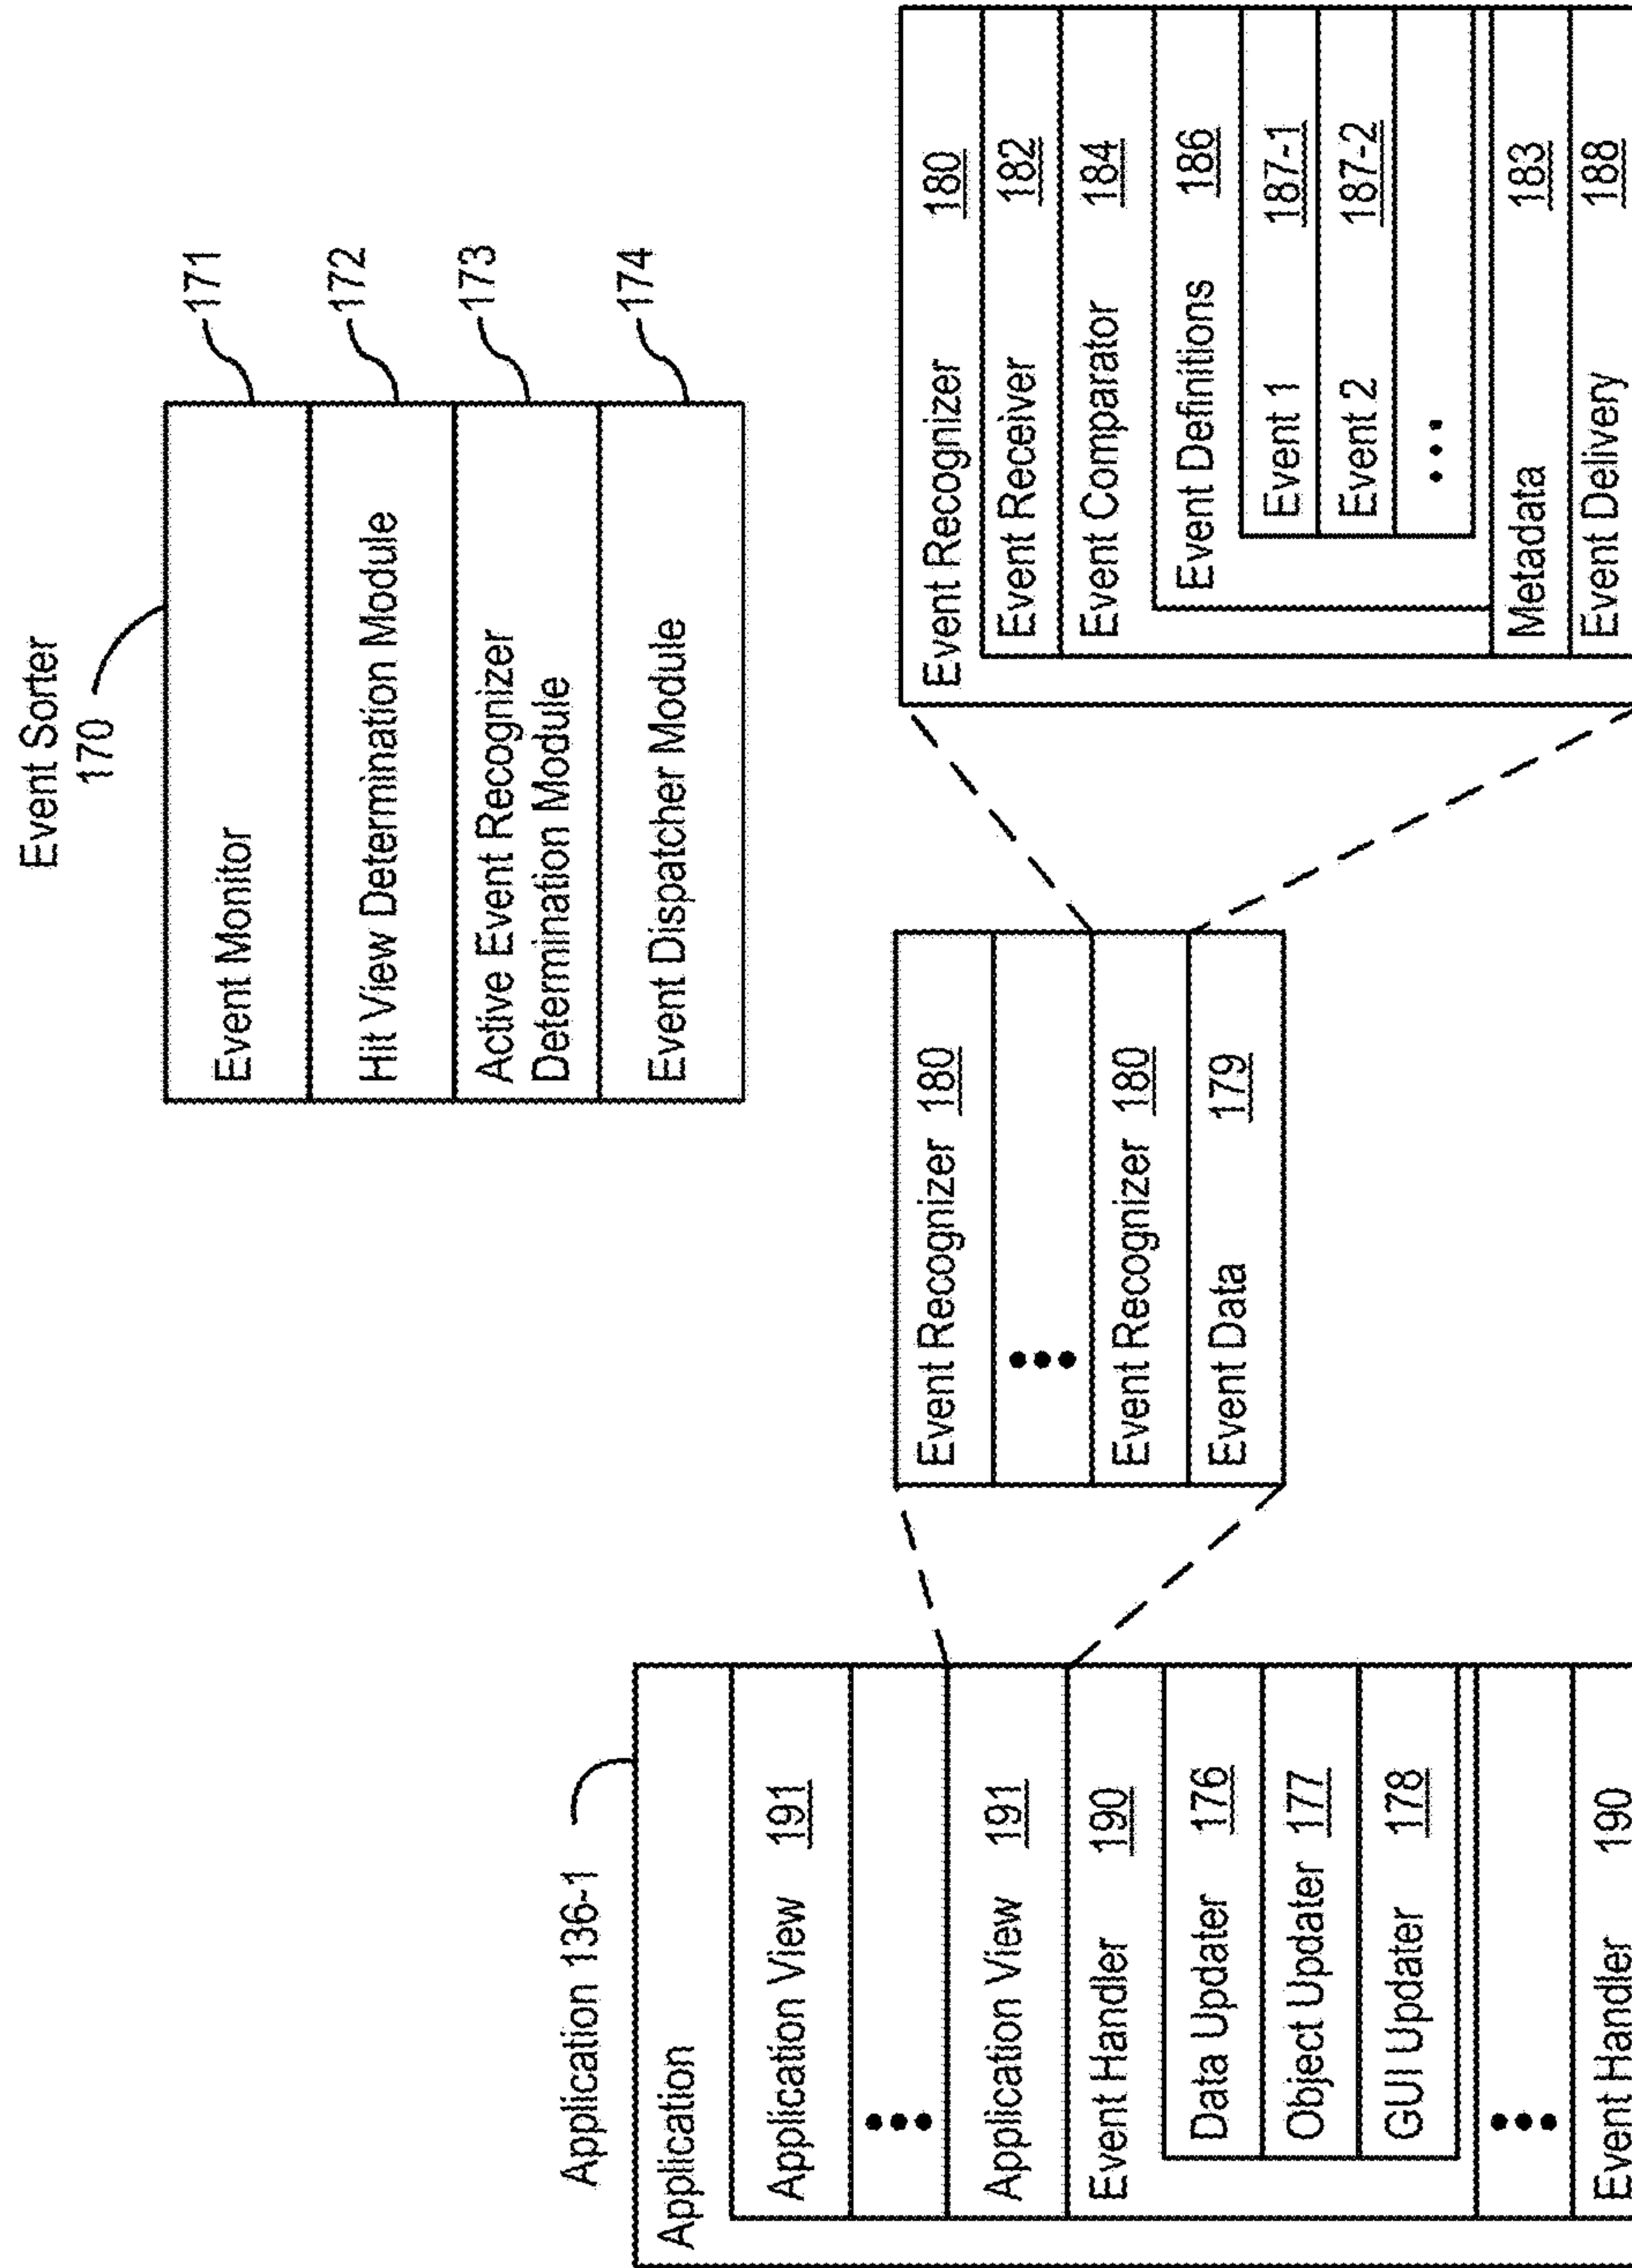 Event Sorter
170
Event Monitor
171
Hit View Determination Module
172
Active Event Recognizer
Determination Module
173
Event Dispatcher Module
174
Application 136-1
Application
Application View 191
•••
Application View 191
Event Handler 190
Data Updater 176
Object Updater 177
GUI Updater 178
•••
Event Handler 190
Event Recognizer 180
•••
Event Recognizer 180
Event Data 179
Event Recognizer 180
Event Receiver 182
Event Comparator 184
Event Definitions 186
Event 1 187-1
Event 2 187-2
•••
Metadata 183
Event Delivery 188